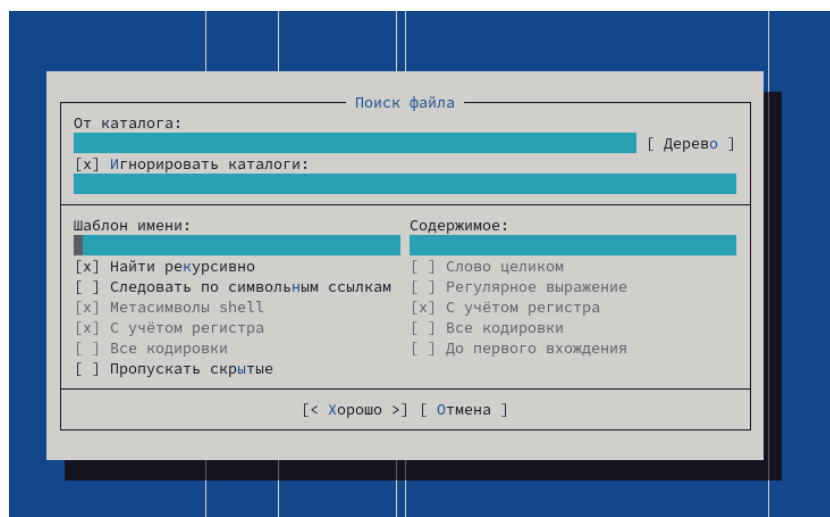 Поиск файла
От каталога:
[ Дерево ]
[x] Игнорировать каталоги:
Шаблон имени: Содержимое:
[x] Найти рекурсивно [ ] Слово целиком
[ ] Следовать по символьным ссылкам [ ] Регулярное выражение
[x] Метасимволы shell [x] С учётом регистра
[x] С учётом регистра [ ] Все кодировки
[ ] Все кодировки [ ] До первого вхождения
[ ] Пропускать скрытые
[< Хорошо >] [ Отмена ]